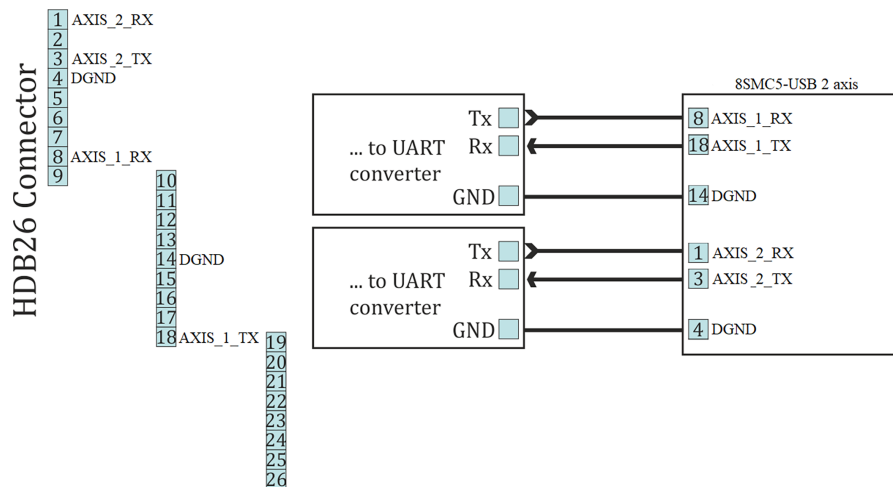 HDB26 Connector
1 AXIS_2_RX
2
3 AXIS_2_TX
4 DGND
5
6
7
8 AXIS_1_RX
9
10
11
12
13
14 DGND
15
16
17
18 AXIS_1_TX
19
20
21
22
23
24
25
26
... to UART
converter
Tx
Rx
GND
... to UART
converter
Tx
Rx
GND
8SMC5-USB 2 axis
8 AXIS_1_RX
18 AXIS_1_TX
14 DGND
1 AXIS_2_RX
3 AXIS_2_TX
4 DGND